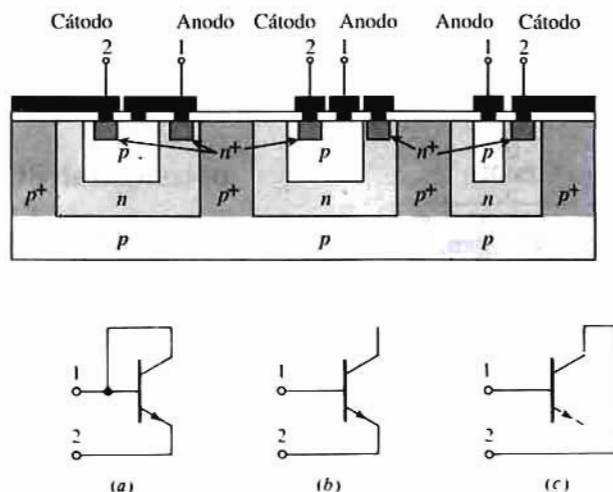 Cátodo Anodo Cátodo Anodo Anodo Cátodo
2 1 2 1 1 2
p n+ p n+ p
p+ n p+ n p+ n p+
p p
1 1 1
2 2 2
(a) (b) (c)